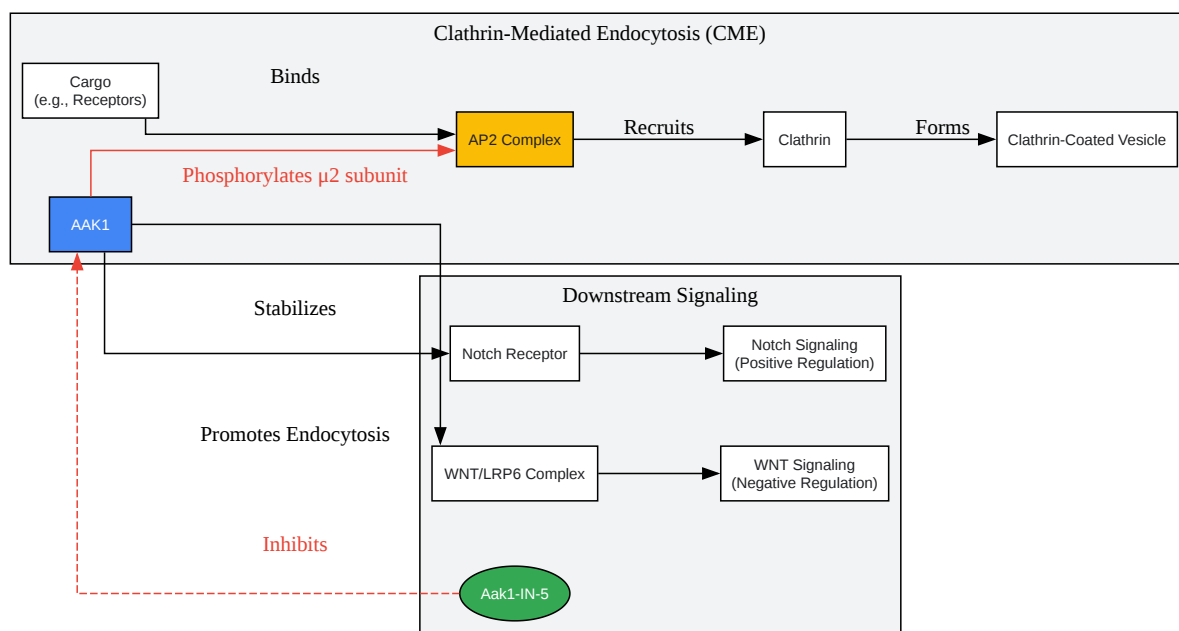 Clathrin-Mediated Endocytosis (CME)
Cargo
(e.g., Receptors)
Binds
AP2 Complex
Recruits
Clathrin
Forms
Clathrin-Coated Vesicle
Phosphorylates μ2 subunit
AAK1
Downstream Signaling
Stabilizes
Notch Receptor
Notch Signaling
(Positive Regulation)
Promotes Endocytosis
WNT/LRP6 Complex
WNT Signaling
(Negative Regulation)
Inhibits
Aak1-IN-5